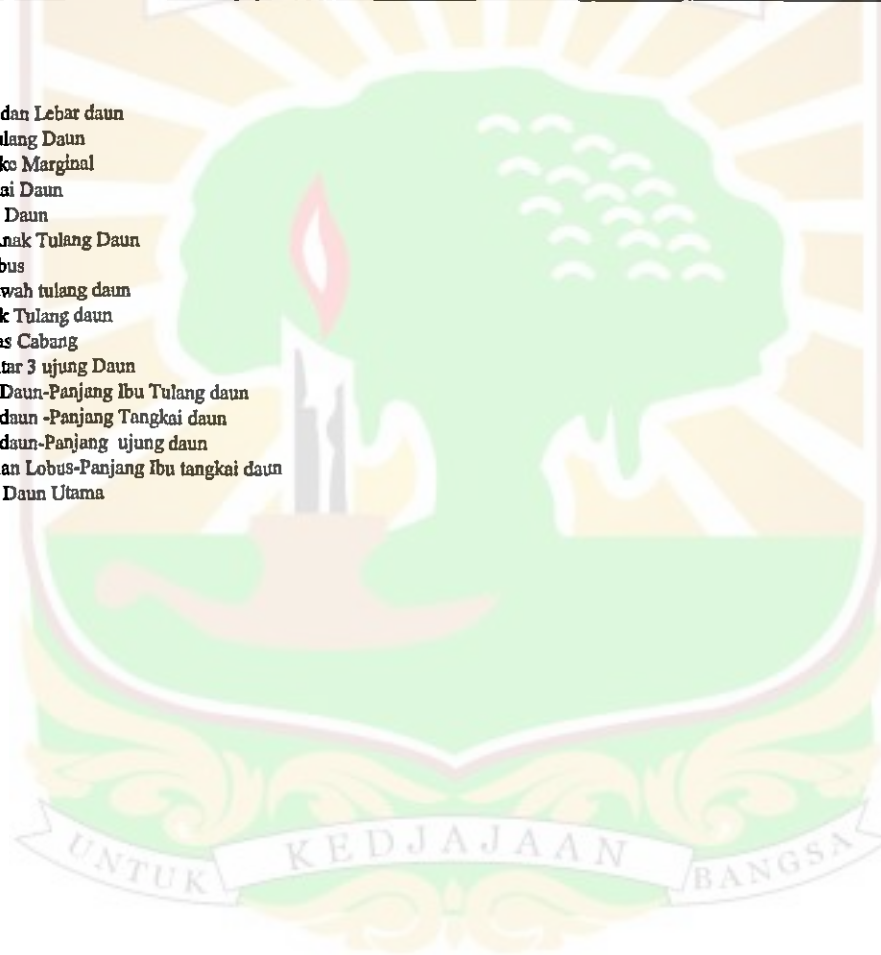 dan Lebar daun
ulang Daun
Marginal
ai Daun
Daun
nak Tulang Daun
bus
wah tulang daun
k Tulang daun
as Cabang
tar 3 ujung Daun
Daun-Panjang Ibu Tulang daun
daun -Panjang Tangkai daun
daun-Panjang ujung daun
an Lobus-Panjang Ibu tangkai daun
Daun Utama
UNTUK KEDJAJAAN BANGSA